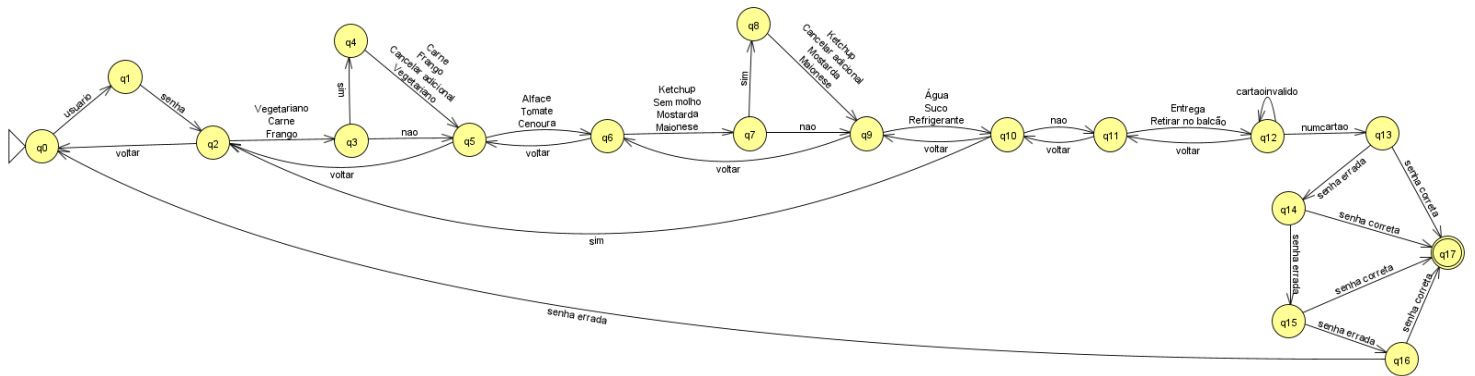 q0
usuario
q1
senha
q2
voltar
Vegetariano
Carne
Frango
q3
sim
q4
Carne
Frango
Cancelar adicional
Vegetariano
nao
q5
voltar
Alface
Tomate
Cenoura
voltar
q6
Ketchup
Sem molho
Mostarda
Maionese
q7
sim
q8
Ketchup
Cancelar adicional
Mostarda
Maionese
nao
q9
voltar
Água
Suco
Refrigerante
voltar
q10
sim
nao
voltar
q11
Entrega
Retirar no balcão
voltar
cartaoinvalido
q12
numcartao
q13
senha errada
senha correta
q14
senha correta
senha errada
q17
q15
senha correta
senha errada
senha correta
q16
senha errada